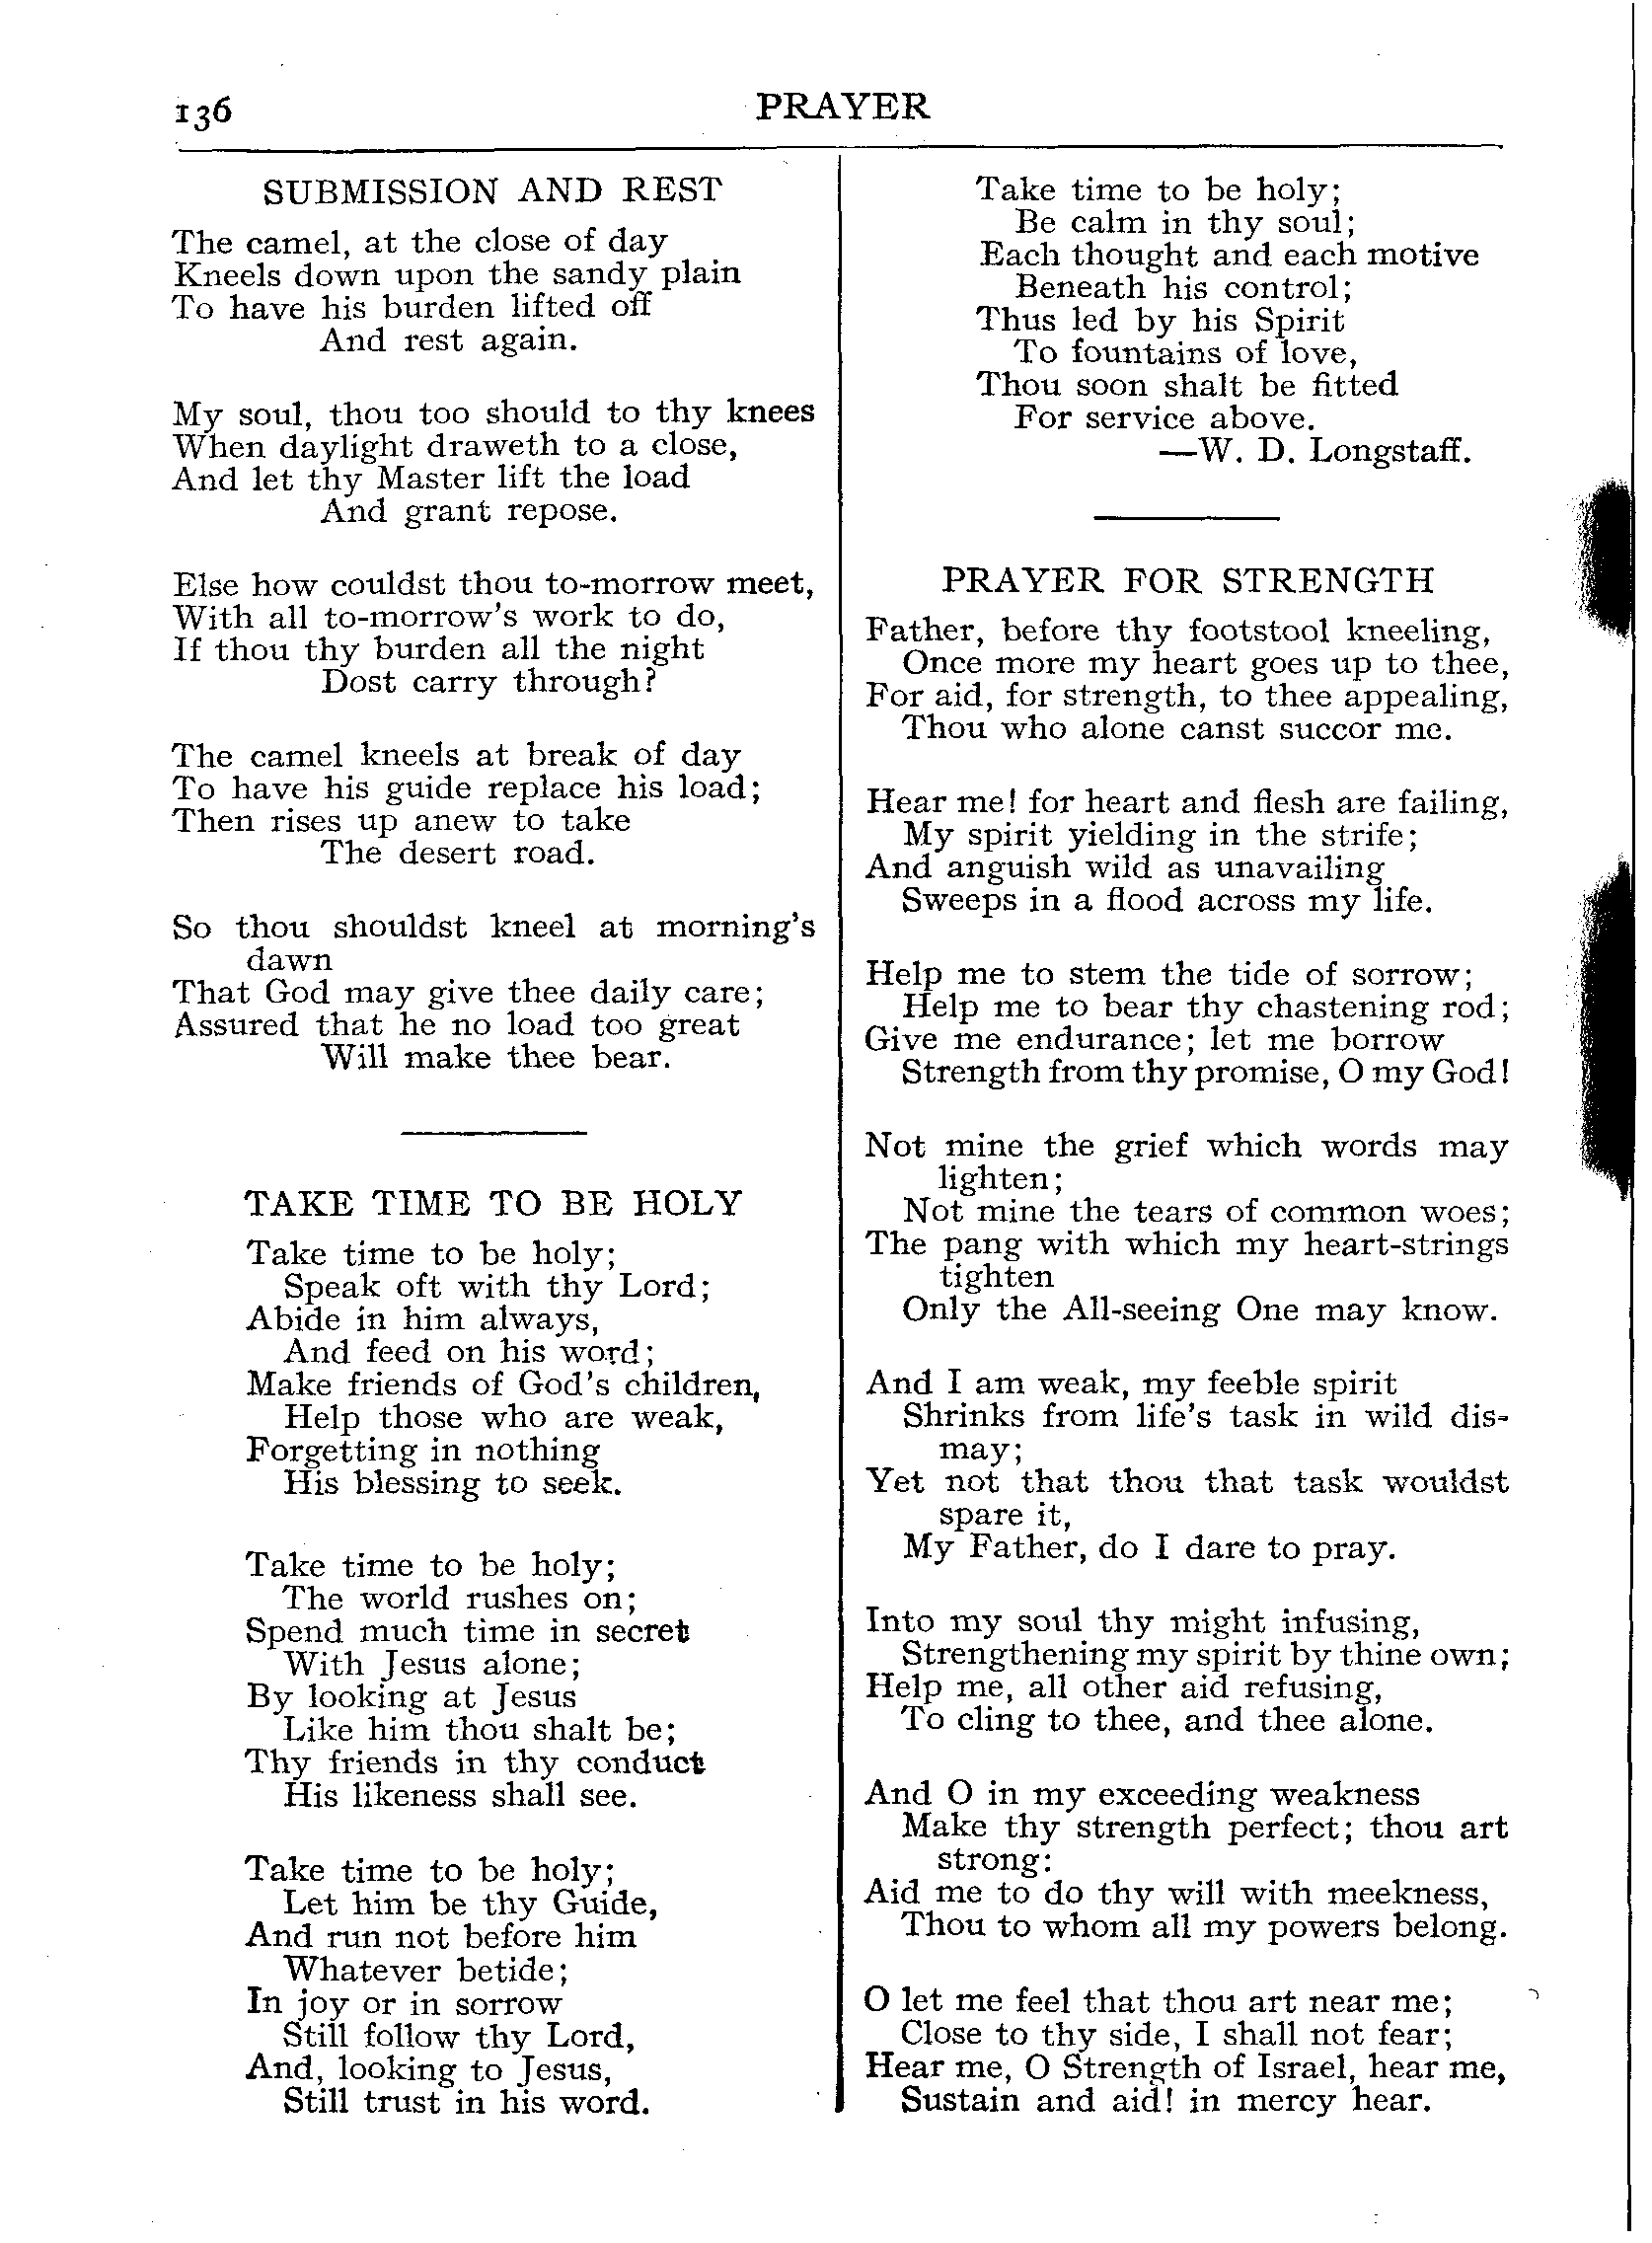 136
PRAYER
SUBMISSION AND REST
The camel, at the close of day
Kneels down upon the sandy plain
To have his burden lifted off
And rest again.
My soul, thou too should to thy knees
When daylight draweth to a close,
And let thy Master lift the load
And grant repose.
Else how couldst thou to-morrow meet,
With all to-morrow's work to do,
If thou thy burden all the night
Dost carry through?
The camel kneels at break of day
To have his guide replace his load;
Then rises up anew to take
The desert road.
So thou shouldst kneel at morning's
dawn
That God may give thee daily care;
Assured that he no load too great
Will make thee bear.
TAKE TIME TO BE HOLY
Take time to be holy;
Speak oft with thy Lord;
Abide in him always,
And feed on his word;
Make friends of God's children,
Help those who are weak,
Forgetting in nothing
His blessing to seek.
Take time to be holy;
The world rushes on;
Spend much time in secret
With Jesus alone;
By looking at Jesus
Like him thou shalt be;
Thy friends in thy conduct
His likeness shall see.
Take time to be holy;
Let him be thy Guide,
And run not before him
Whatever betide;
In joy or in sorrow
Still follow thy Lord,
And, looking to Jesus,
Still trust in his word.
Take time to be holy;
Be calm in thy soul;
Each thought and each motive
Beneath his control;
Thus led by his Spirit
To fountains of love,
Thou soon shalt be fitted
For service above.
—W. D. Longstaff.
PRAYER FOR STRENGTH
Father, before thy footstool kneeling,
Once more my heart goes up to thee,
For aid, for strength, to thee appealing,
Thou who alone canst succor me.
Hear me! for heart and flesh are failing,
My spirit yielding in the strife;
And anguish wild as unavailing
Sweeps in a flood across my life.
Help me to stem the tide of sorrow;
Help me to bear thy chastening rod;
Give me endurance; let me borrow
Strength from thy promise, O my God!
Not mine the grief which words may
lighten;
Not mine the tears of common woes;
The pang with which my heart-strings
tighten
Only the All-seeing One may know.
And I am weak, my feeble spirit
Shrinks from life's task in wild dis-
may;
Yet not that thou that task wouldst
spare it,
My Father, do I dare to pray.
Into my soul thy might infusing,
Strengthening my spirit by thine own;
Help me, all other aid refusing,
To cling to thee, and thee alone.
And O in my exceeding weakness
Make thy strength perfect; thou art
strong:
Aid me to do thy will with meekness,
Thou to whom all my powers belong.
O let me feel that thou art near me;
Close to thy side, I shall not fear;
Hear me, O Strength of Israel, hear me,
Sustain and aid! in mercy hear.